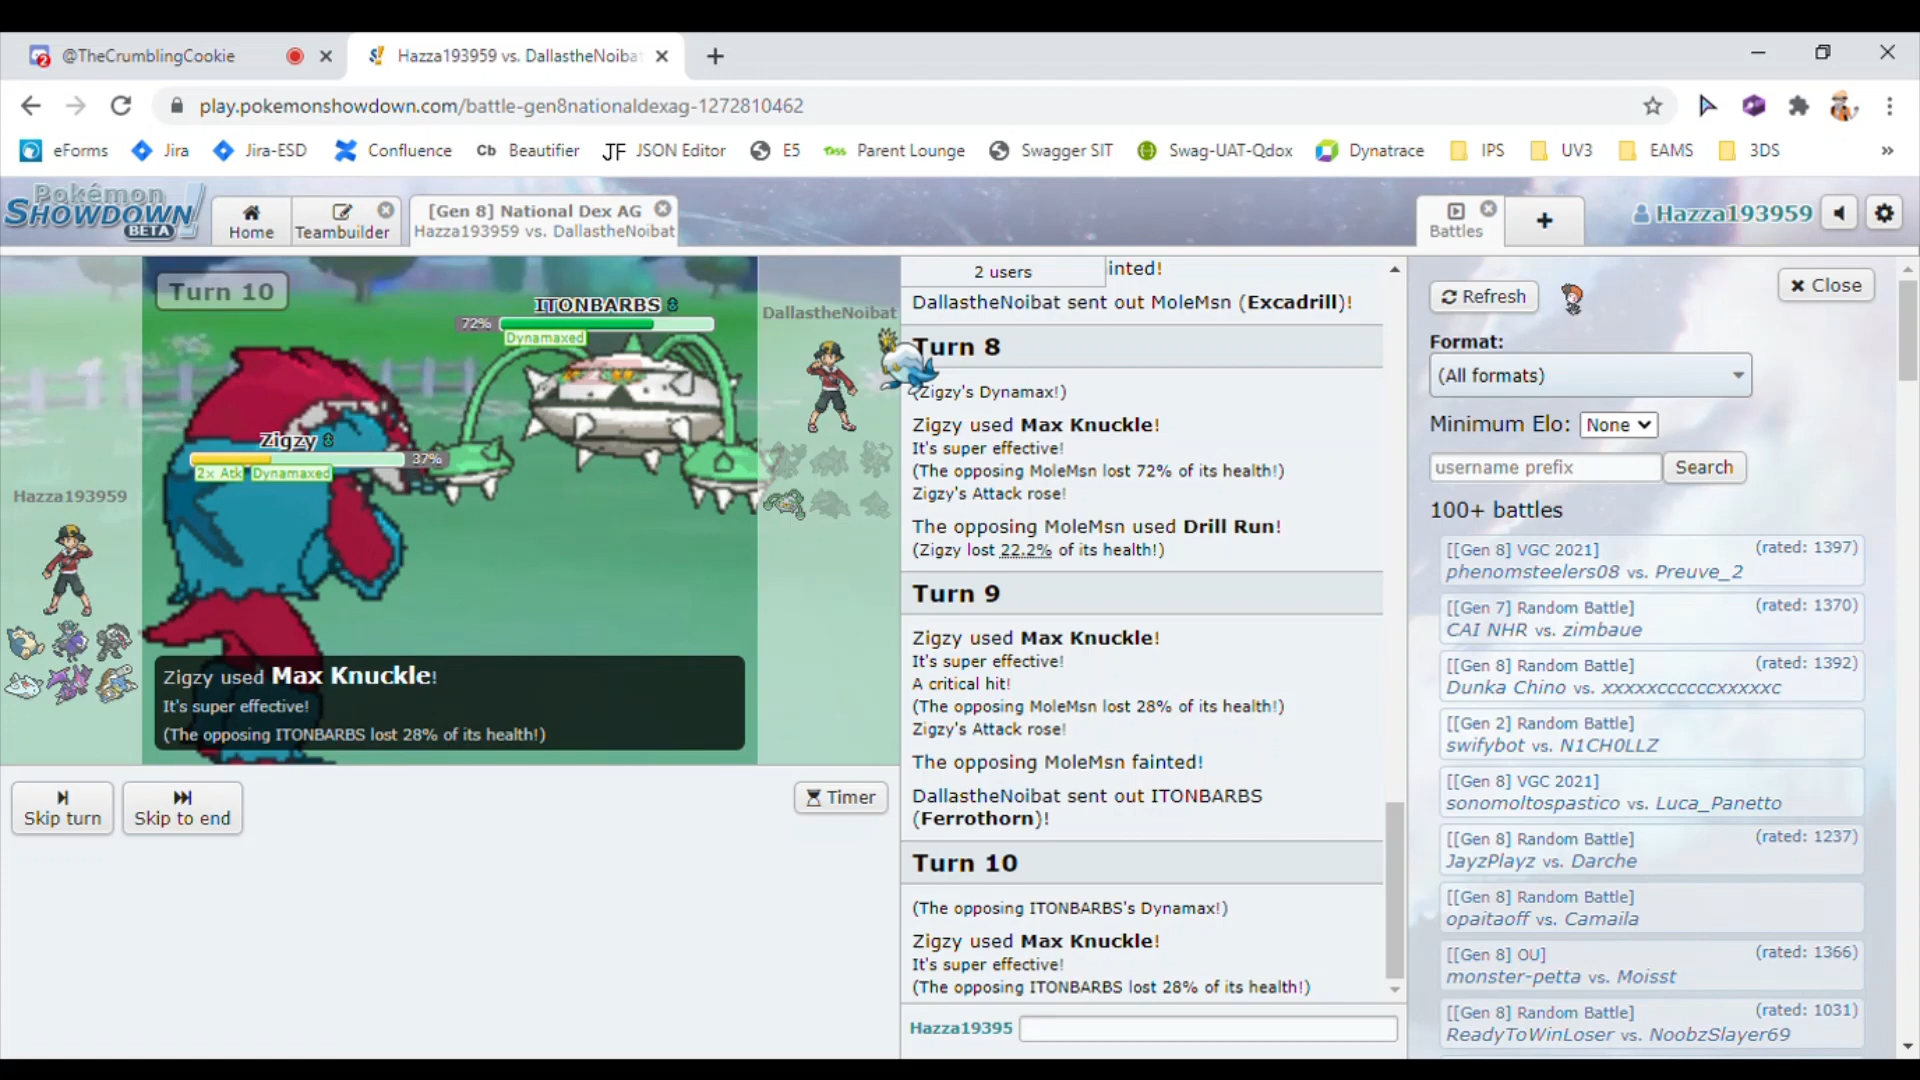 @TheCrumblingCookie
Hazza193959 vs. DallastheNoiba
play.pokemonshowdown.com/battle-gen8nationaldexag-1272810462
eForms Jira Jira-ESD Confluence Cb Beautifier JF JSON Editor E5 Parent Lounge Swagger SIT Swag-UAT-Qdox Dynatrace IPS UV3 EAMS 3DS »
Pokémon
SHOWDOWN!
BETA
Home
Teambuilder
[Gen 8] National Dex AG
Hazza193959 vs. DallastheNoibat
Battles
Hazza193959
Turn 10
ITONBARBS
72%
Dynamaxed
Zigzy
37%
2x Atk Dynamaxed
Hazza193959
DallastheNoibat
Zigzy used Max Knuckle!
It's super effective!
(The opposing ITONBARBS lost 28% of its health!)
Skip turn
Skip to end
Timer
2 users
inted!
DallastheNoibat sent out MoleMsn (Excadrill)!
Turn 8
(Zigzy's Dynamax!)
Zigzy used Max Knuckle!
It's super effective!
(The opposing MoleMsn lost 72% of its health!)
Zigzy's Attack rose!
The opposing MoleMsn used Drill Run!
(Zigzy lost 22.2% of its health!)
Turn 9
Zigzy used Max Knuckle!
It's super effective!
A critical hit!
(The opposing MoleMsn lost 28% of its health!)
Zigzy's Attack rose!
The opposing MoleMsn fainted!
DallastheNoibat sent out ITONBARBS
(Ferrothorn)!
Turn 10
(The opposing ITONBARBS's Dynamax!)
Zigzy used Max Knuckle!
It's super effective!
(The opposing ITONBARBS lost 28% of its health!)
Hazza19395
Refresh
Close
Format:
(All formats)
Minimum Elo: None
username prefix
Search
100+ battles
[[Gen 8] VGC 2021] (rated: 1397)
phenomsteelers08 vs. Preuve_2
[[Gen 7] Random Battle] (rated: 1370)
CAI NHR vs. zimbaue
[[Gen 8] Random Battle] (rated: 1392)
Dunka Chino vs. xxxxxccccccxxxxxc
[[Gen 2] Random Battle]
swifybot vs. N1CH0LLZ
[[Gen 8] VGC 2021]
sonomoltospastico vs. Luca_Panetto
[[Gen 8] Random Battle] (rated: 1237)
JayzPlayz vs. Darche
[[Gen 8] Random Battle]
opaitaoff vs. Camaila
[[Gen 8] OU] (rated: 1366)
monster-petta vs. Moisst
[[Gen 8] Random Battle] (rated: 1031)
ReadyToWinLoser vs. NoobzSlayer69